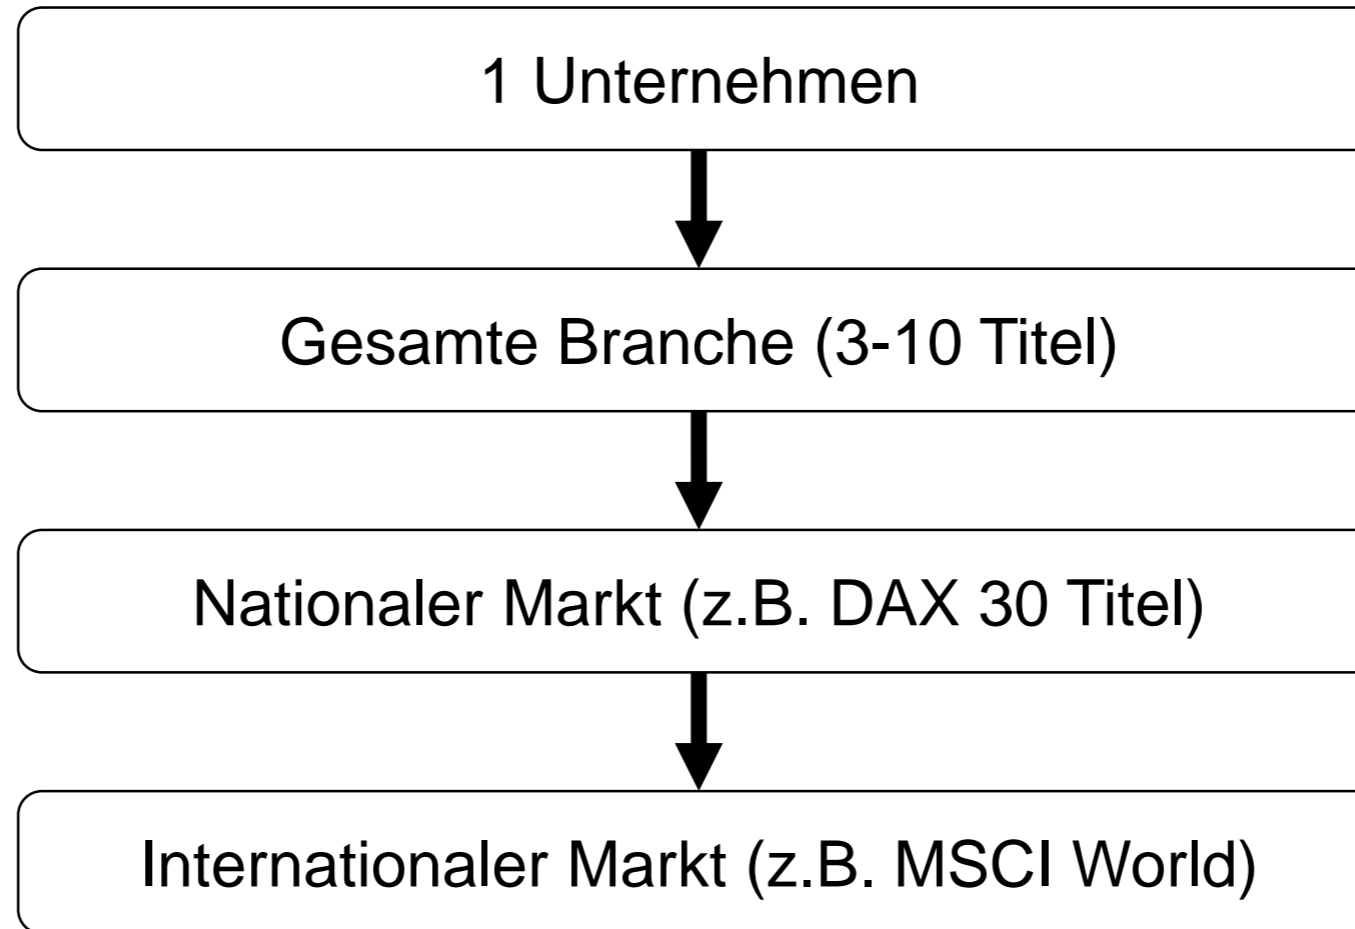 1 Unternehmen
Gesamte Branche (3-10 Titel)
Nationaler Markt (z.B. DAX 30 Titel)
Internationaler Markt (z.B. MSCI World)